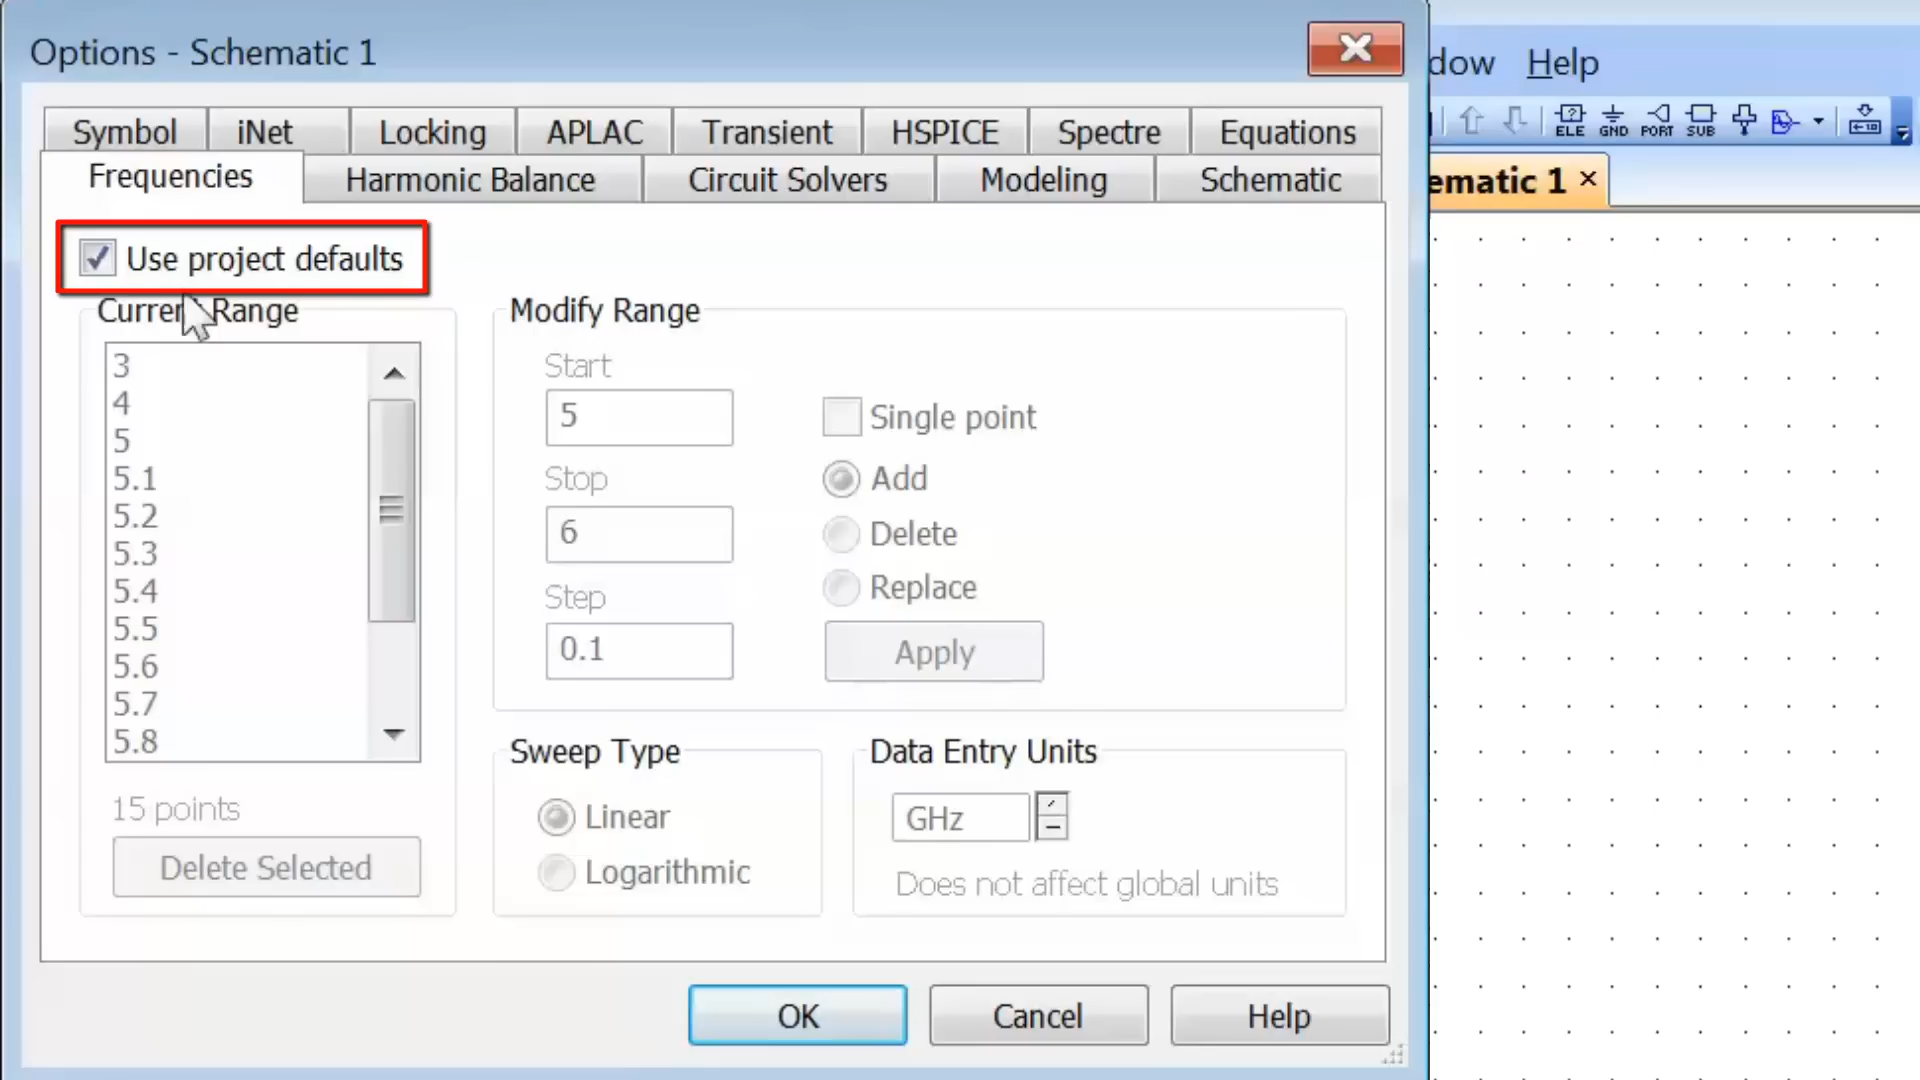 Options - Schematic 1
dow Help
ELE GND PORT SUB
Symbol iNet Locking APLAC Transient HSPICE Spectre Equations
ematic 1 ×
Frequencies Harmonic Balance Circuit Solvers Modeling Schematic
Use project defaults
Current Range
3
4
5
5.1
5.2
5.3
5.4
5.5
5.6
5.7
5.8
15 points
Delete Selected
Modify Range
Start
5
Stop
6
Step
0.1
Single point
Add
Delete
Replace
Apply
Sweep Type
Linear
Logarithmic
Data Entry Units
GHz
Does not affect global units
OK Cancel Help